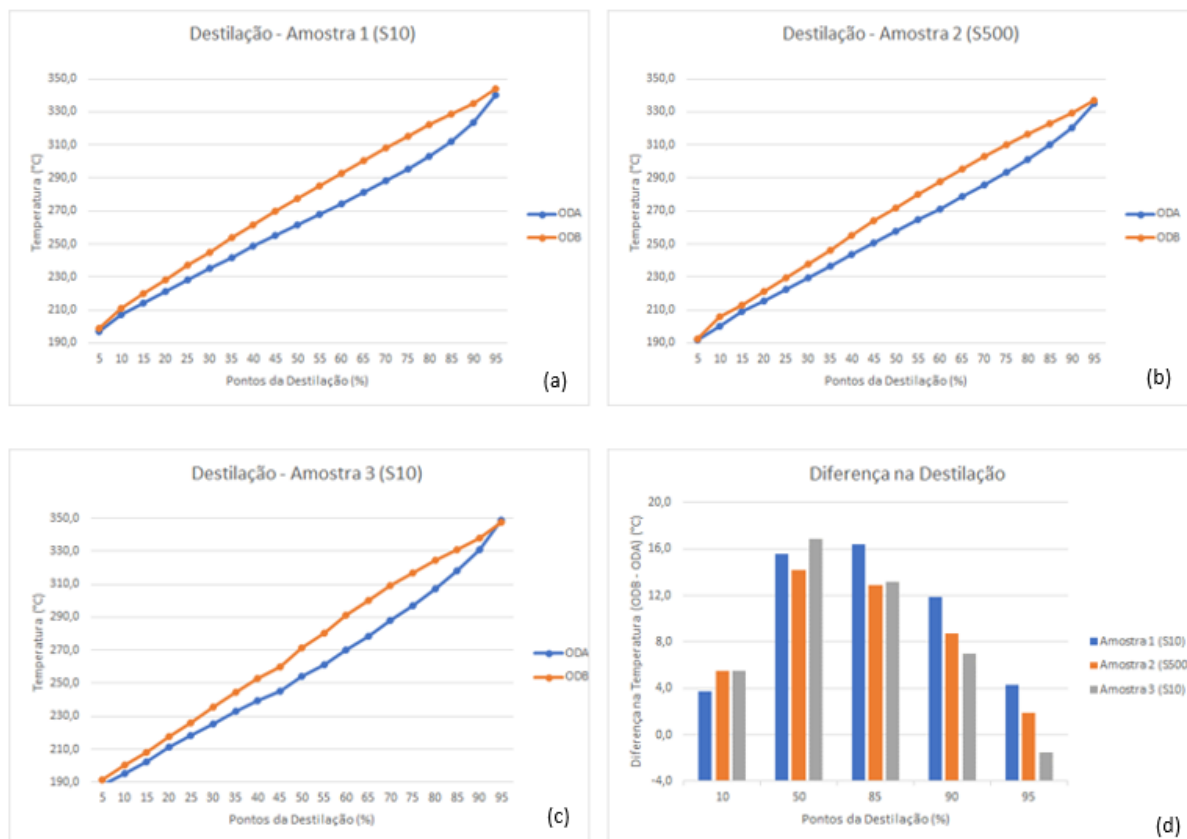 Destilação - Amostra 1 (S10)
Temperatura (°C)
350,0
330,0
310,0
290,0
270,0
250,0
230,0
210,0
190,0
5 10 15 20 25 30 35 40 45 50 55 60 65 70 75 80 85 90 95
Pontos da Destilação (%)
ODA
ODB
(a)
Destilação - Amostra 2 (S500)
Temperatura (°C)
350,0
330,0
310,0
290,0
270,0
250,0
230,0
210,0
190,0
5 10 15 20 25 30 35 40 45 50 55 60 65 70 75 80 85 90 95
Pontos da Destilação (%)
ODA
ODB
(b)
Destilação - Amostra 3 (S10)
Temperatura (°C)
350,0
330,0
310,0
290,0
270,0
250,0
230,0
210,0
190,0
5 10 15 20 25 30 35 40 45 50 55 60 65 70 75 80 85 90 95
Pontos da Destilação (%)
ODA
ODB
(c)
Diferença na Destilação
Diferença na Temperatura (ODB - ODA) (°C)
20,0
16,0
12,0
8,0
4,0
0,0
-4,0
10 50 85 90 95
Pontos da Destilação (%)
Amostra 1 (S10)
Amostra 2 (S500
Amostra 3 (S10)
(d)